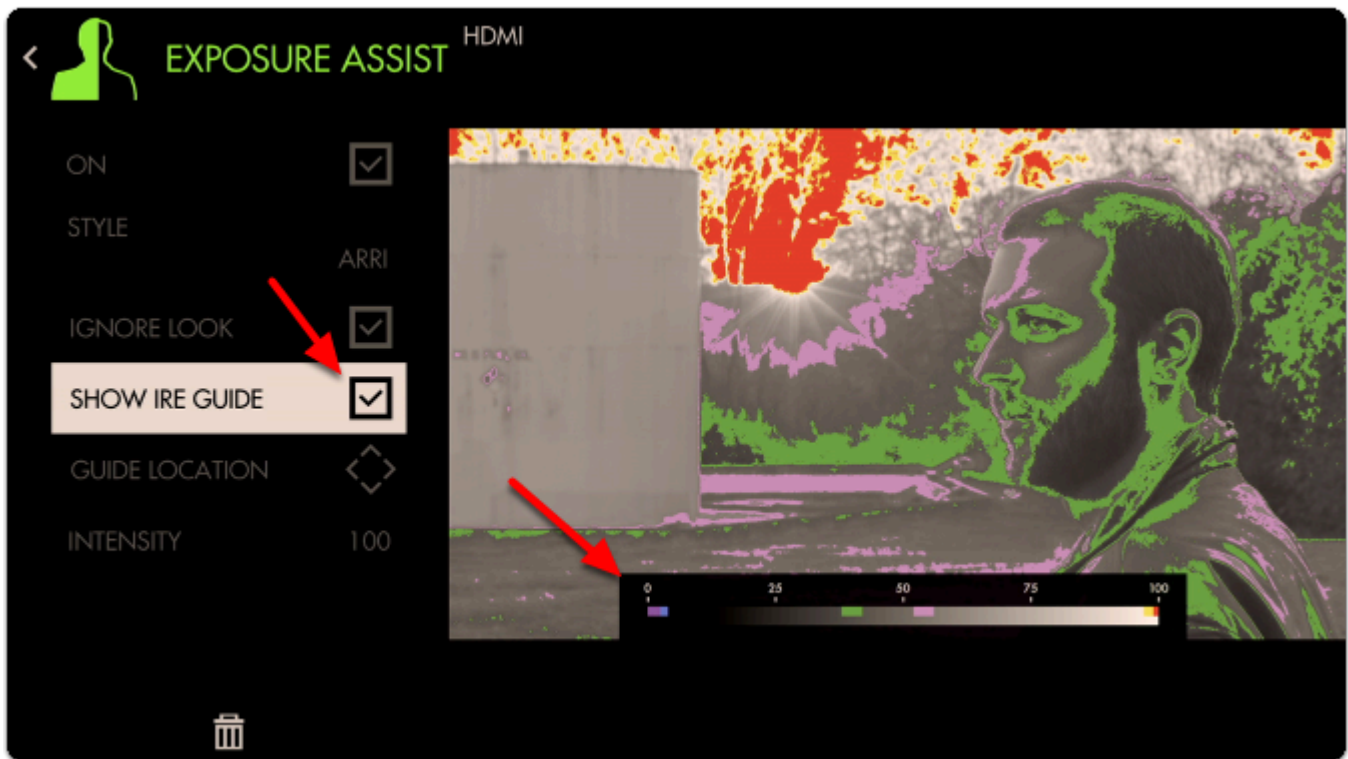 EXPOSURE ASSIST
HDMI
ON
STYLE
ARRI
IGNORE LOOK
SHOW IRE GUIDE
GUIDE LOCATION
INTENSITY 100
0 25 50 75 100